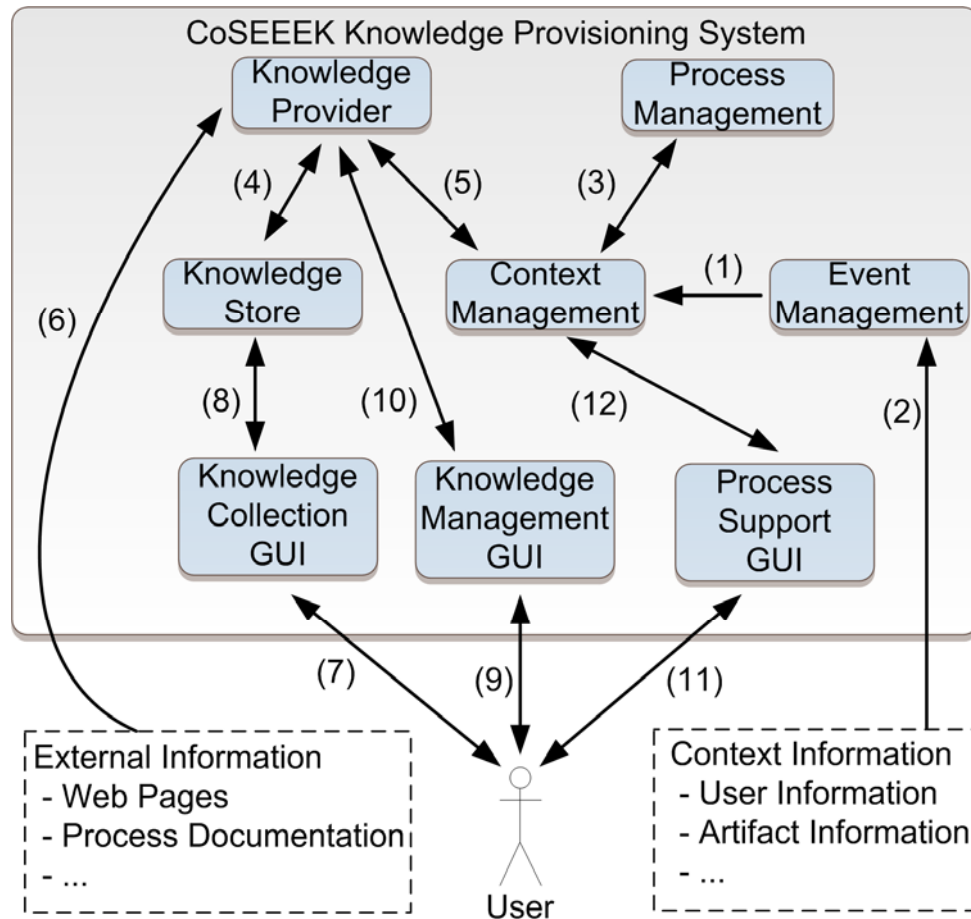 CoSEEEK Knowledge Provisioning System
Knowledge
Provider
Process
Management
(4)
(5)
(3)
Knowledge
Store
Context
Management
(1)
Event
Management
(6)
(8)
(10)
(12)
(2)
Knowledge
Collection
GUI
Knowledge
Management
GUI
Process
Support
GUI
(7)
(9)
(11)
External Information
- Web Pages
- Process Documentation
- ...
Context Information
- User Information
- Artifact Information
- ...
User